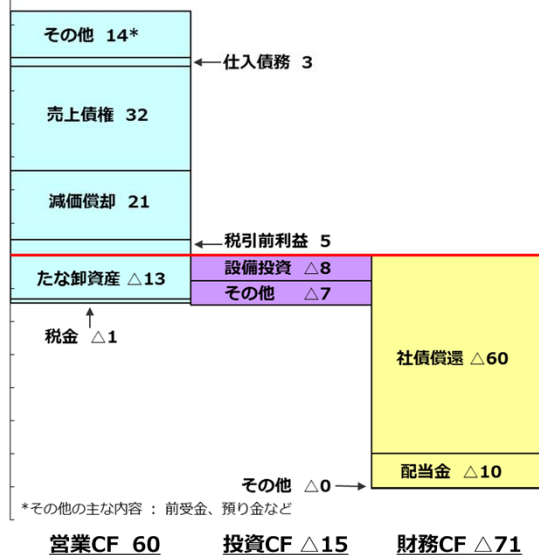 その他 14*
仕入債務 3
売上債権 32
減価償却 21
税引前利益 5
たな卸資産 △13
設備投資 △8
その他 △7
税金 △1
社債償還 △60
配当金 △10
その他 △0
*その他の主な内容 : 前受金、預り金など
営業CF 60
投資CF △15
財務CF △71